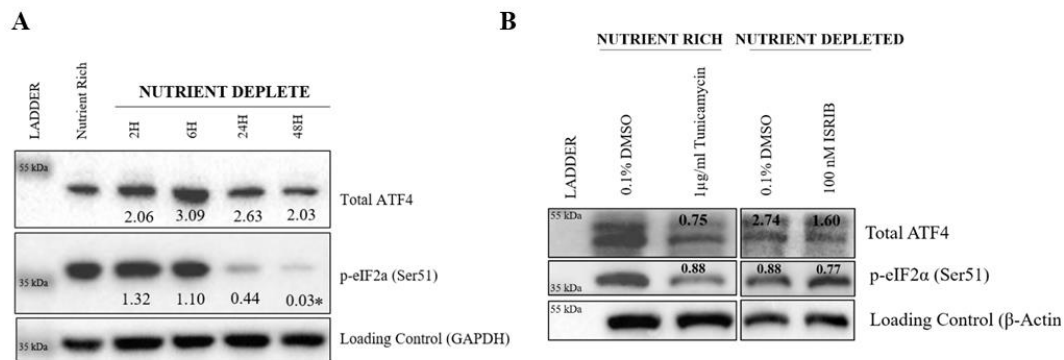 A
LADDER
Nutrient Rich
NUTRIENT DEPLETE
2H
6H
24H
48H
55 kDa
Total ATF4
2.06 3.09 2.63 2.03
35 kDa
p-eIF2a (Ser51)
1.32 1.10 0.44 0.03*
35 kDa
Loading Control (GAPDH)
B
NUTRIENT RICH NUTRIENT DEPLETED
LADDER
0.1% DMSO
1µg/ml Tunicamycin
0.1% DMSO
100 nM ISRIB
55 kDa
0.75 2.74 1.60
Total ATF4
35 kDa
0.88 0.88 0.77
p-eIF2α (Ser51)
55 kDa
Loading Control (β-Actin